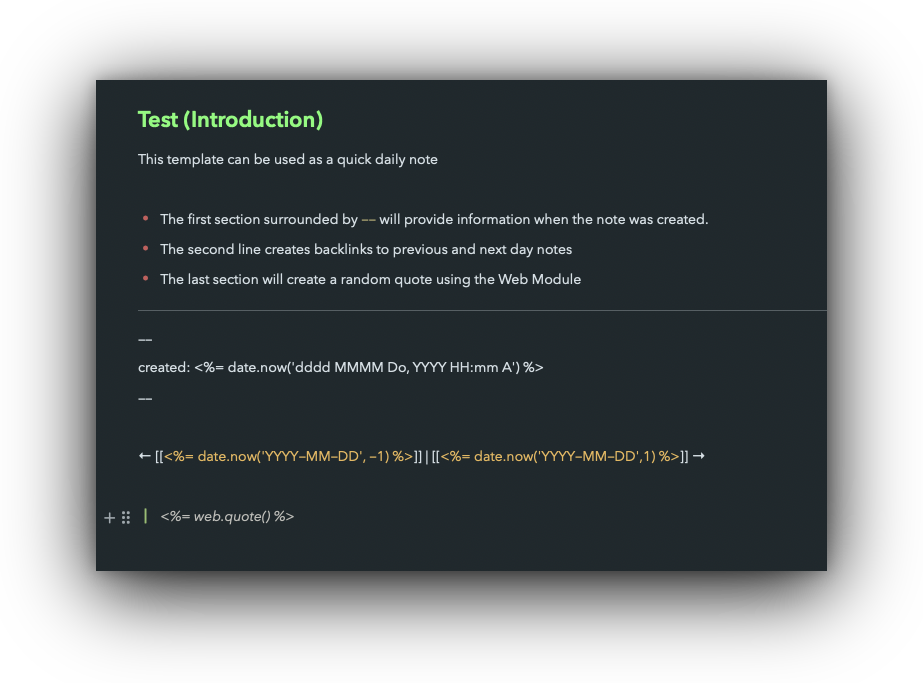 Test (Introduction)
This template can be used as a quick daily note
• The first section surrounded by -- will provide information when the note was created.
• The second line creates backlinks to previous and next day notes
• The last section will create a random quote using the Web Module
--
created: <%= date.now('dddd MMMM Do, YYYY HH:mm A') %>
--
← [[<%= date.now('YYYY-MM-DD', -1) %>]] | [[<%= date.now('YYYY-MM-DD',1) %>]] →
<%= web.quote() %>